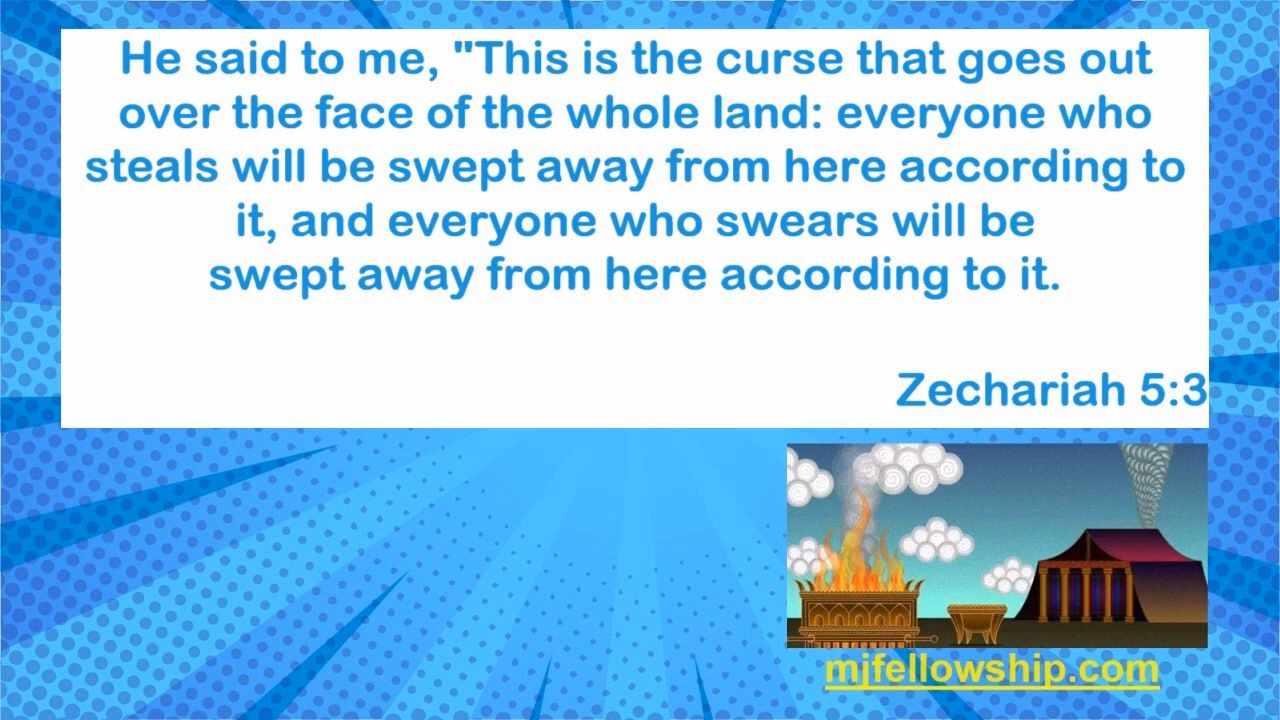 He said to me, "This is the curse that goes out
over the face of the whole land: everyone who
steals will be swept away from here according to
it, and everyone who swears will be
swept away from here according to it.
Zechariah 5:3
mjfellowship.com